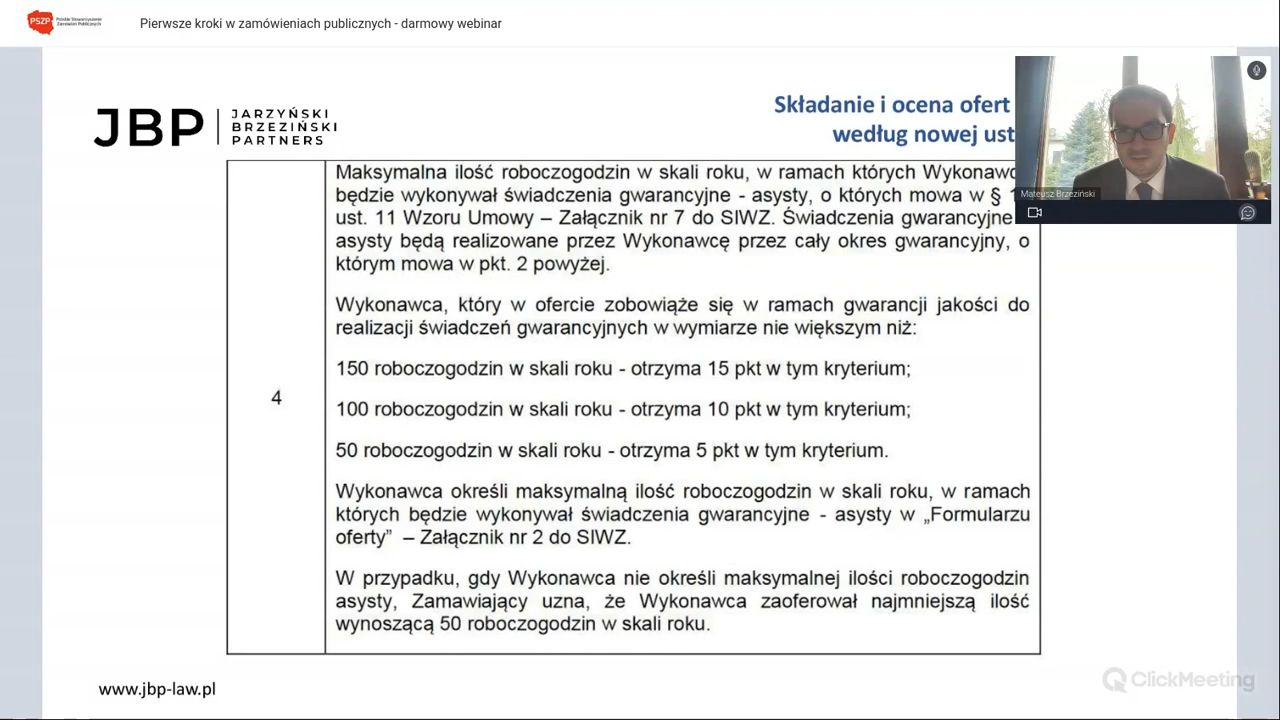 PSZP
Polskie Stowarzyszenie
Zamówień Publicznych
Pierwsze kroki w zamówieniach publicznych - darmowy webinar
JBP
JARZYŃSKI
BRZEZIŃSKI
PARTNERS
Składanie i ocena ofert
według nowej ust
Mateusz Brzeziński
Maksymalna ilość roboczogodzin w skali roku, w ramach których Wykonawc
będzie wykonywał świadczenia gwarancyjne - asysty, o których mowa w §
ust. 11 Wzoru Umowy – Załącznik nr 7 do SIWZ. Świadczenia gwarancyjne
asysty będą realizowane przez Wykonawcę przez cały okres gwarancyjny, o
którym mowa w pkt. 2 powyżej.
Wykonawca, który w ofercie zobowiąże się w ramach gwarancji jakości do
realizacji świadczeń gwarancyjnych w wymiarze nie większym niż:
150 roboczogodzin w skali roku - otrzyma 15 pkt w tym kryterium;
4
100 roboczogodzin w skali roku - otrzyma 10 pkt w tym kryterium;
50 roboczogodzin w skali roku - otrzyma 5 pkt w tym kryterium.
Wykonawca określi maksymalną ilość roboczogodzin w skali roku, w ramach
których będzie wykonywał świadczenia gwarancyjne - asysty w „Formularzu
oferty” – Załącznik nr 2 do SIWZ.
W przypadku, gdy Wykonawca nie określi maksymalnej ilości roboczogodzin
asysty, Zamawiający uzna, że Wykonawca zaoferował najmniejszą ilość
wynoszącą 50 roboczogodzin w skali roku.
www.jbp-law.pl
ClickMeeting